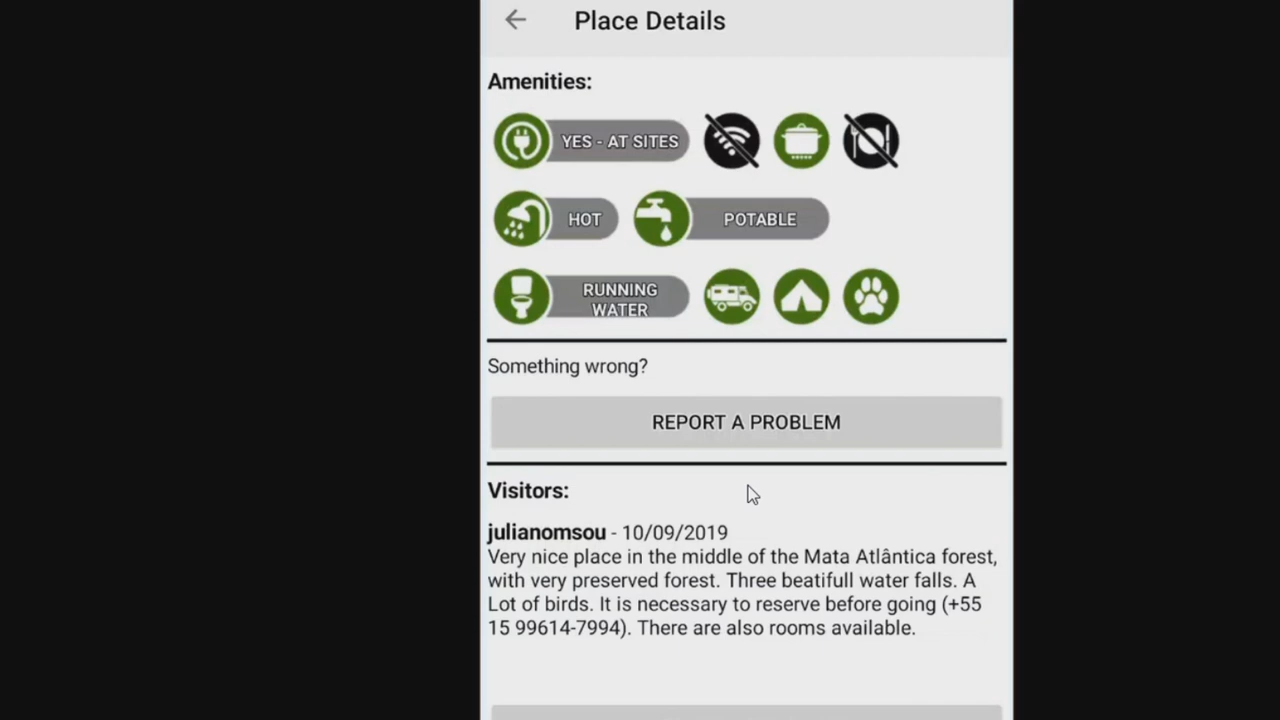 Place Details
Amenities:
YES - AT SITES
HOT
POTABLE
RUNNING
WATER
Something wrong?
REPORT A PROBLEM
Visitors:
julianomsou - 10/09/2019
Very nice place in the middle of the Mata Atlântica forest,
with very preserved forest. Three beatifull water falls. A
Lot of birds. It is necessary to reserve before going (+55
15 99614-7994). There are also rooms available.